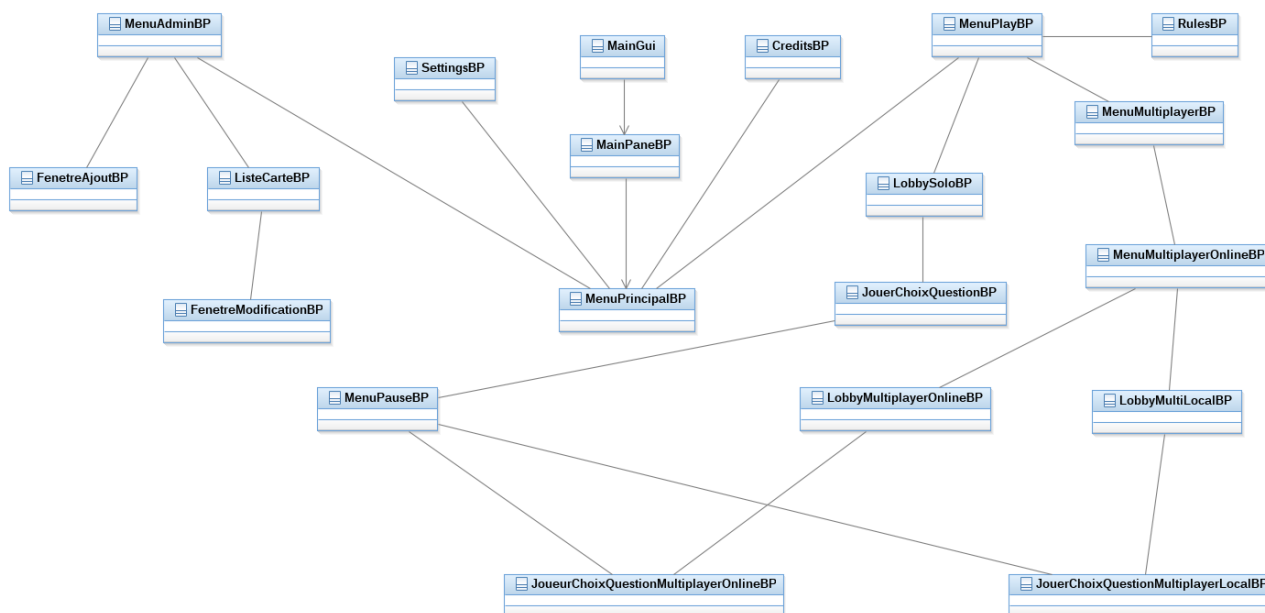 MenuAdminBP
MenuPlayBP
RulesBP
MainGui
CreditsBP
SettingsBP
MenuMultiplayerBP
MainPaneBP
FenetreAjoutBP
ListeCarteBP
LobbySoloBP
MenuMultiplayerOnlineBP
FenetreModificationBP
MenuPrincipalBP
JouerChoixQuestionBP
MenuPauseBP
LobbyMultiplayerOnlineBP
LobbyMultiLocalBP
JoueurChoixQuestionMultiplayerOnlineBP
JouerChoixQuestionMultiplayerLocalBP